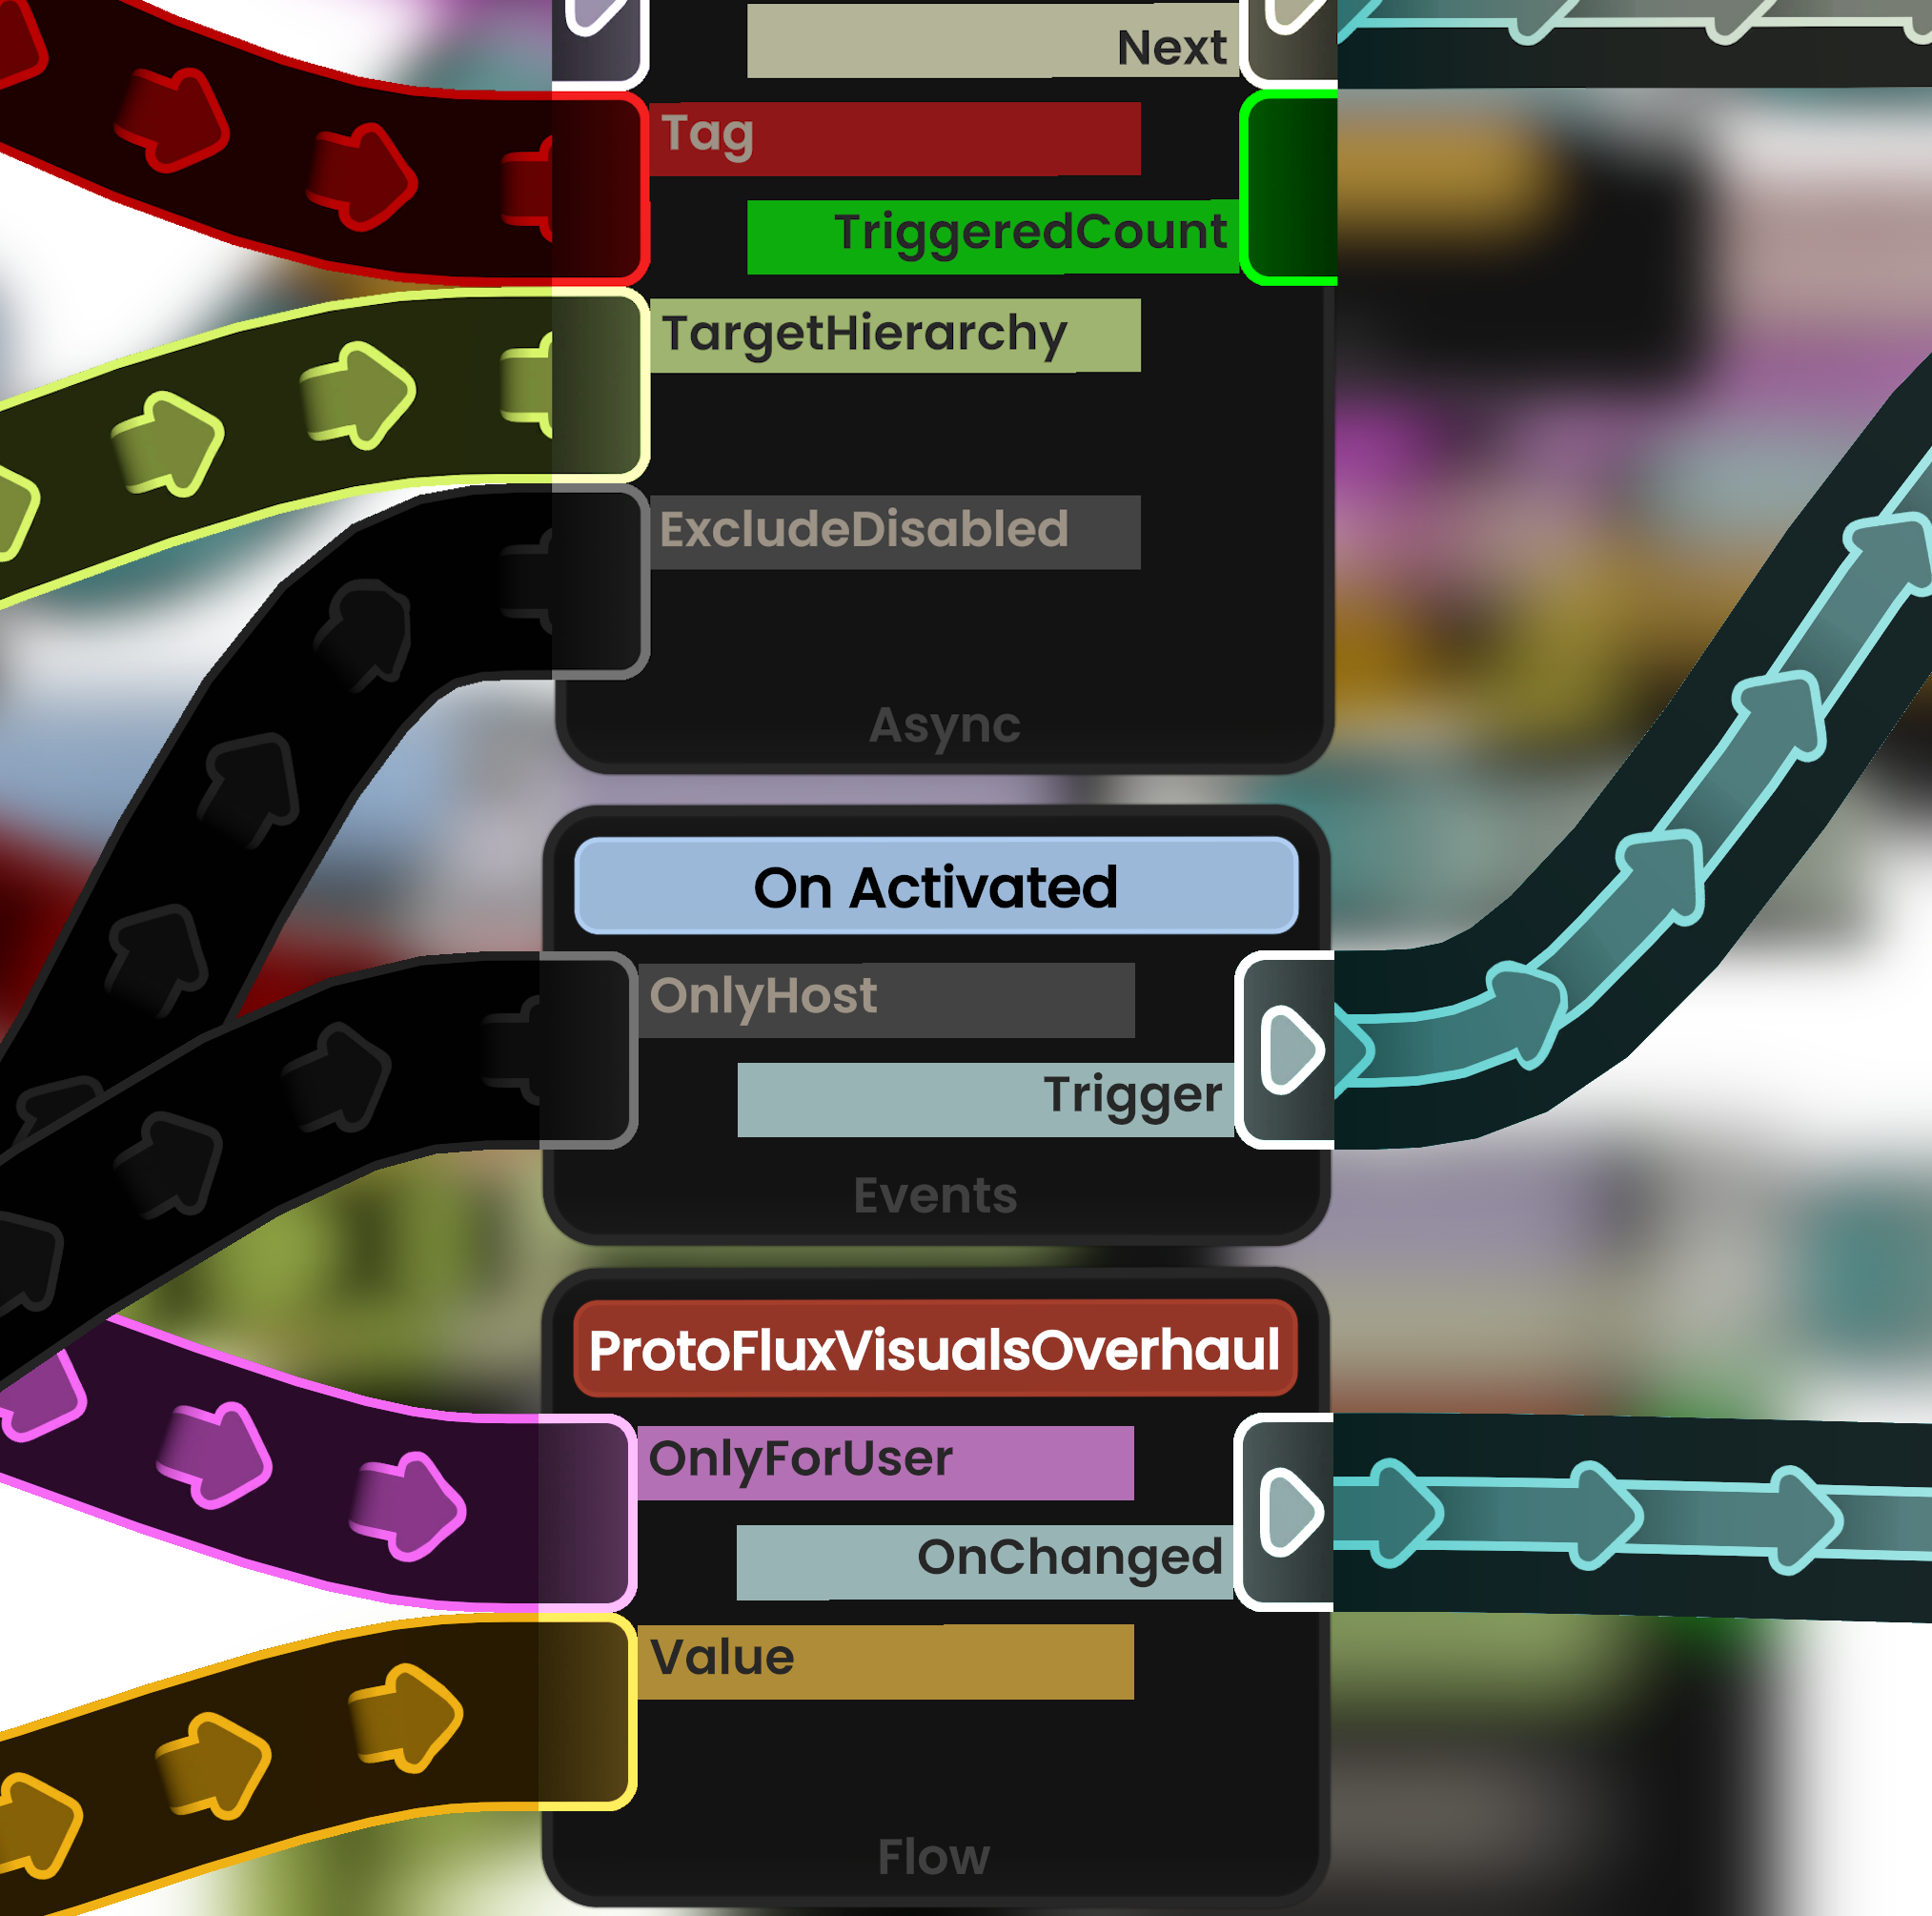 Next
Tag
TriggeredCount
TargetHierarchy
ExcludeDisabled
Async
On Activated
OnlyHost
Trigger
Events
ProtoFluxVisualsOverhaul
OnlyForUser
OnChanged
Value
Flow